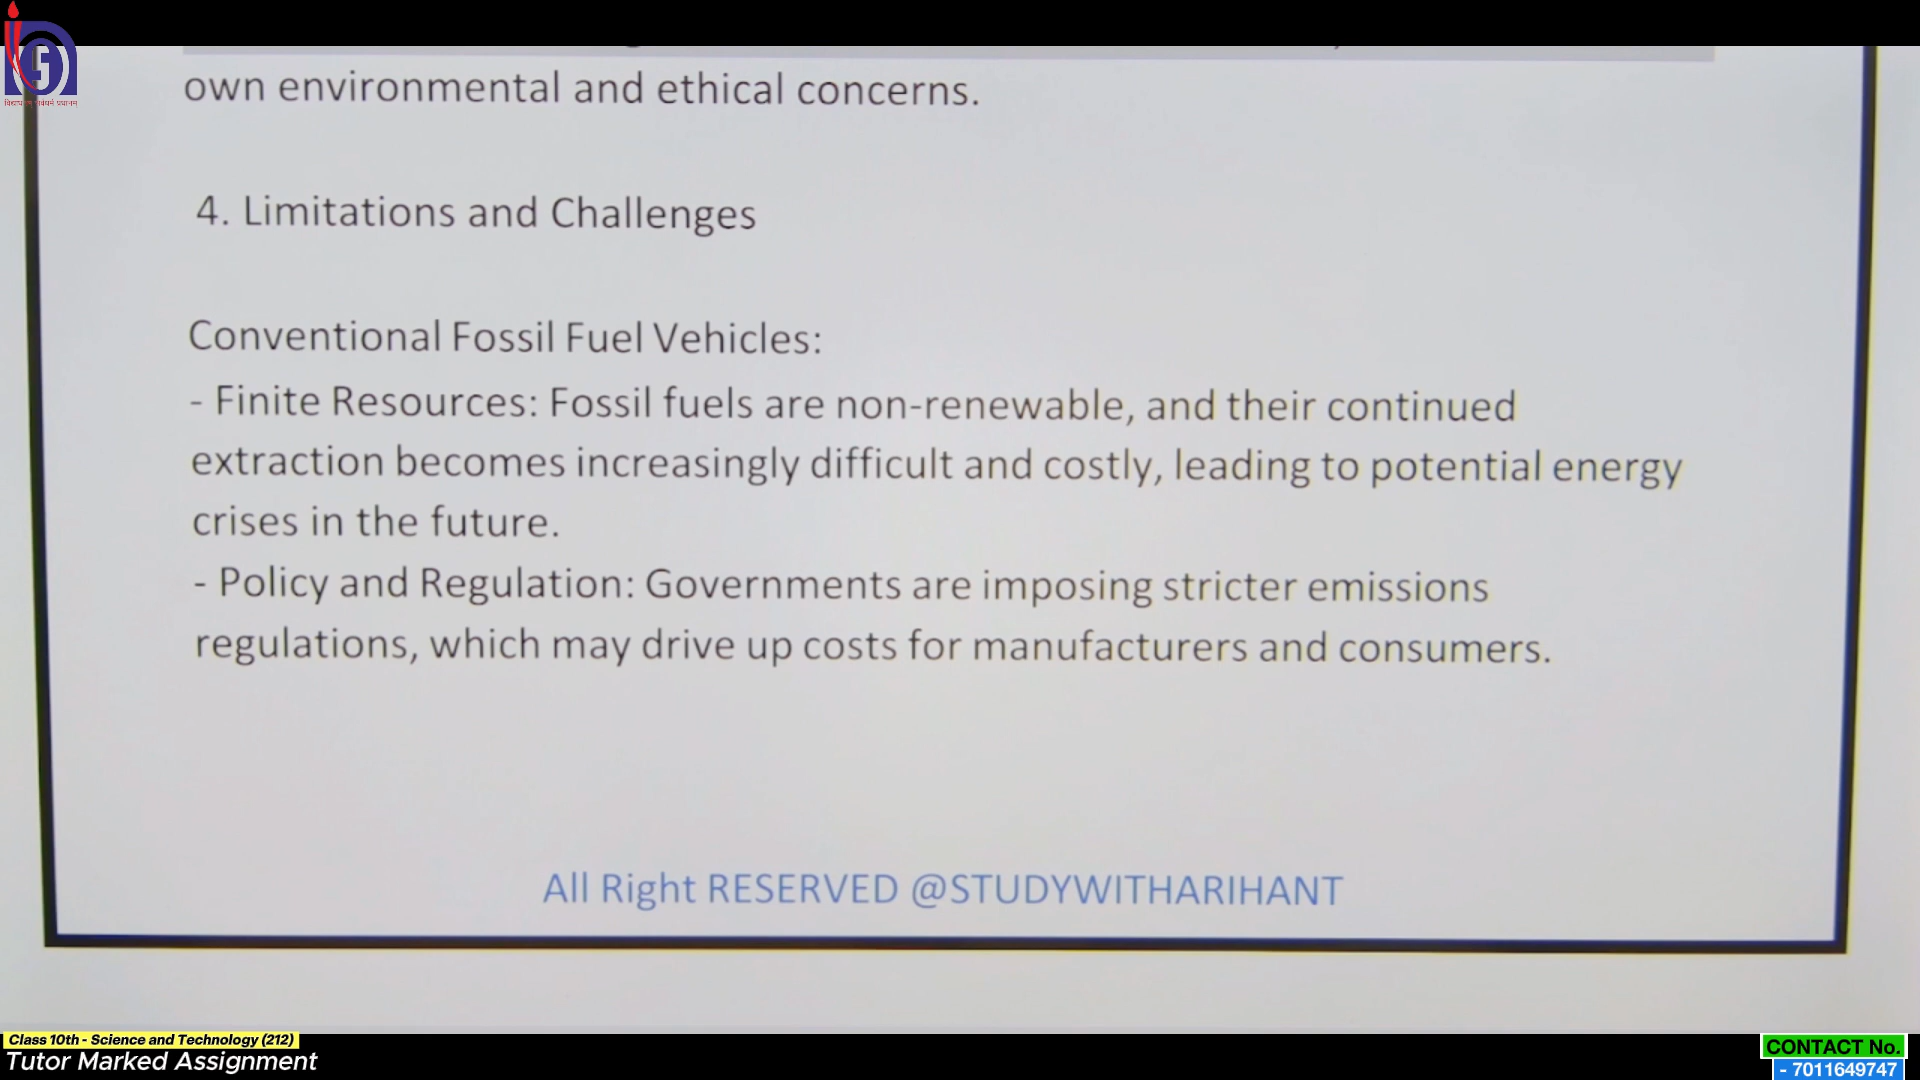 own environmental and ethical concerns.
4. Limitations and Challenges
Conventional Fossil Fuel Vehicles:
- Finite Resources: Fossil fuels are non-renewable, and their continued
extraction becomes increasingly difficult and costly, leading to potential energy
crises in the future.
- Policy and Regulation: Governments are imposing stricter emissions
regulations, which may drive up costs for manufacturers and consumers.
All Right RESERVED @STUDYWITHARIHANT
Class 10th - Science and Technology (212)
Tutor Marked Assignment
CONTACT No.
- 7011649747